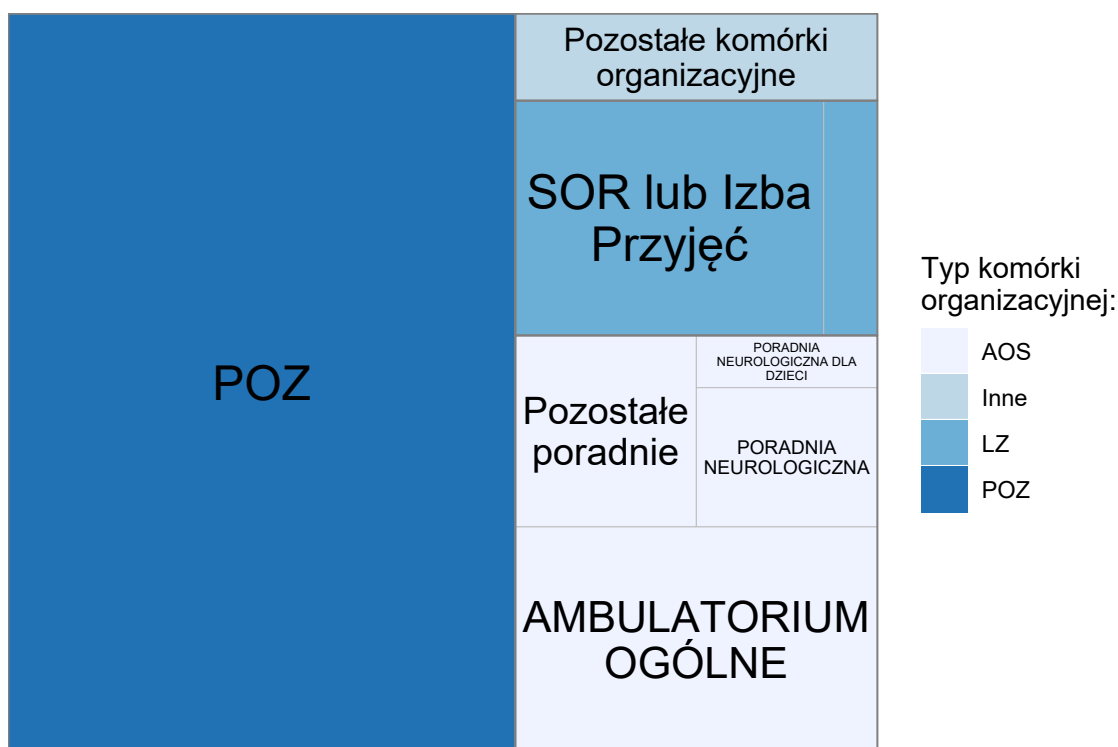 POZ
Pozostałe komórki
organizacyjne
SOR lub Izba
Przyjęć
Pozostałe
poradnie
PORADNIA
NEUROLOGICZNA DLA
DZIECI
PORADNIA
NEUROLOGICZNA
AMBULATORIUM
OGÓLNE
Typ komórki
organizacyjnej:
AOS
Inne
LZ
POZ